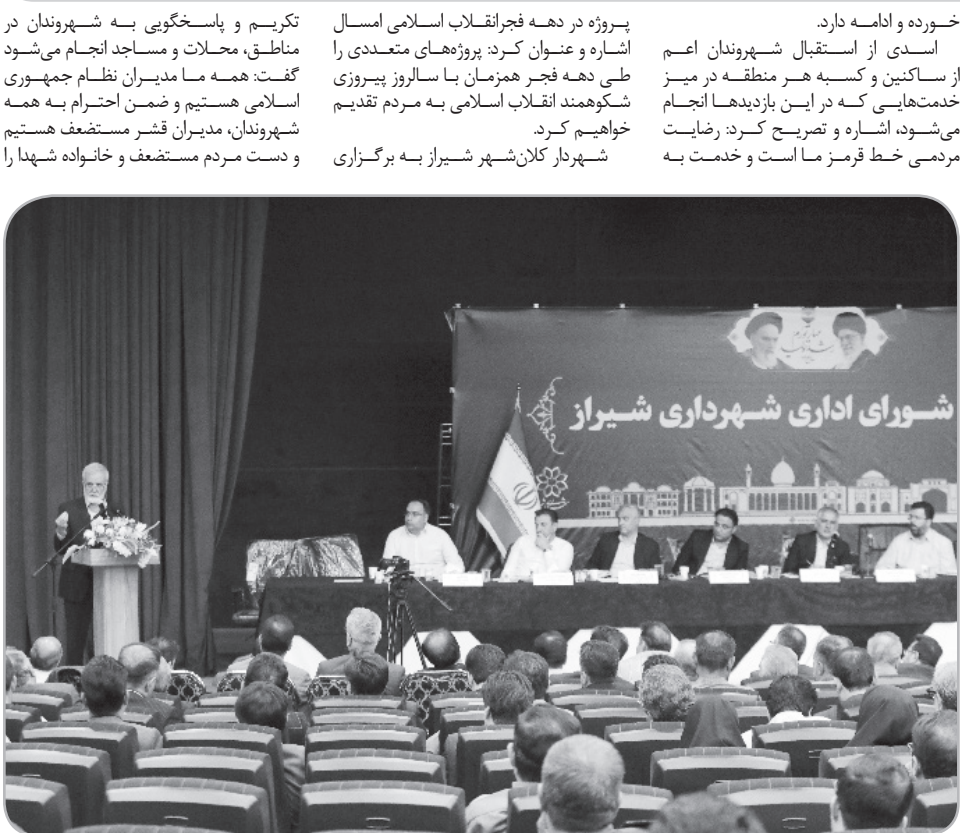 خورده و ادامه دارد.
اسدی از استقبال شهروندان اعم
از ساکنین و کسبه هر منطقه در میز
خدمت‌هایی که در این بازدیدها انجام
می‌شود، اشاره و تصریح کرد: رضایت
مردمی خط قرمز ما است و خدمت به
پروژه در دهه فجرانقلاب اسلامی امسال
اشاره و عنوان کرد: پروژه‌های متعددی را
طی دهه فجر همزمان با سالروز پیروزی
شکوهمند انقلاب اسلامی به مردم تقدیم
خواهیم کرد.
شهردار کلان‌شهر شیراز به برگزاری
تکریم و پاسخگویی به شهروندان در
مناطق، محلات و مساجد انجام می‌شود
گفت: همه ما مدیران نظام جمهوری
اسلامی هستیم و ضمن احترام به همه
شهروندان، مدیران قشر مستضعف هستیم
و دست مردم مستضعف و خانواده شهدا را
شورای اداری شهرداری شیراز